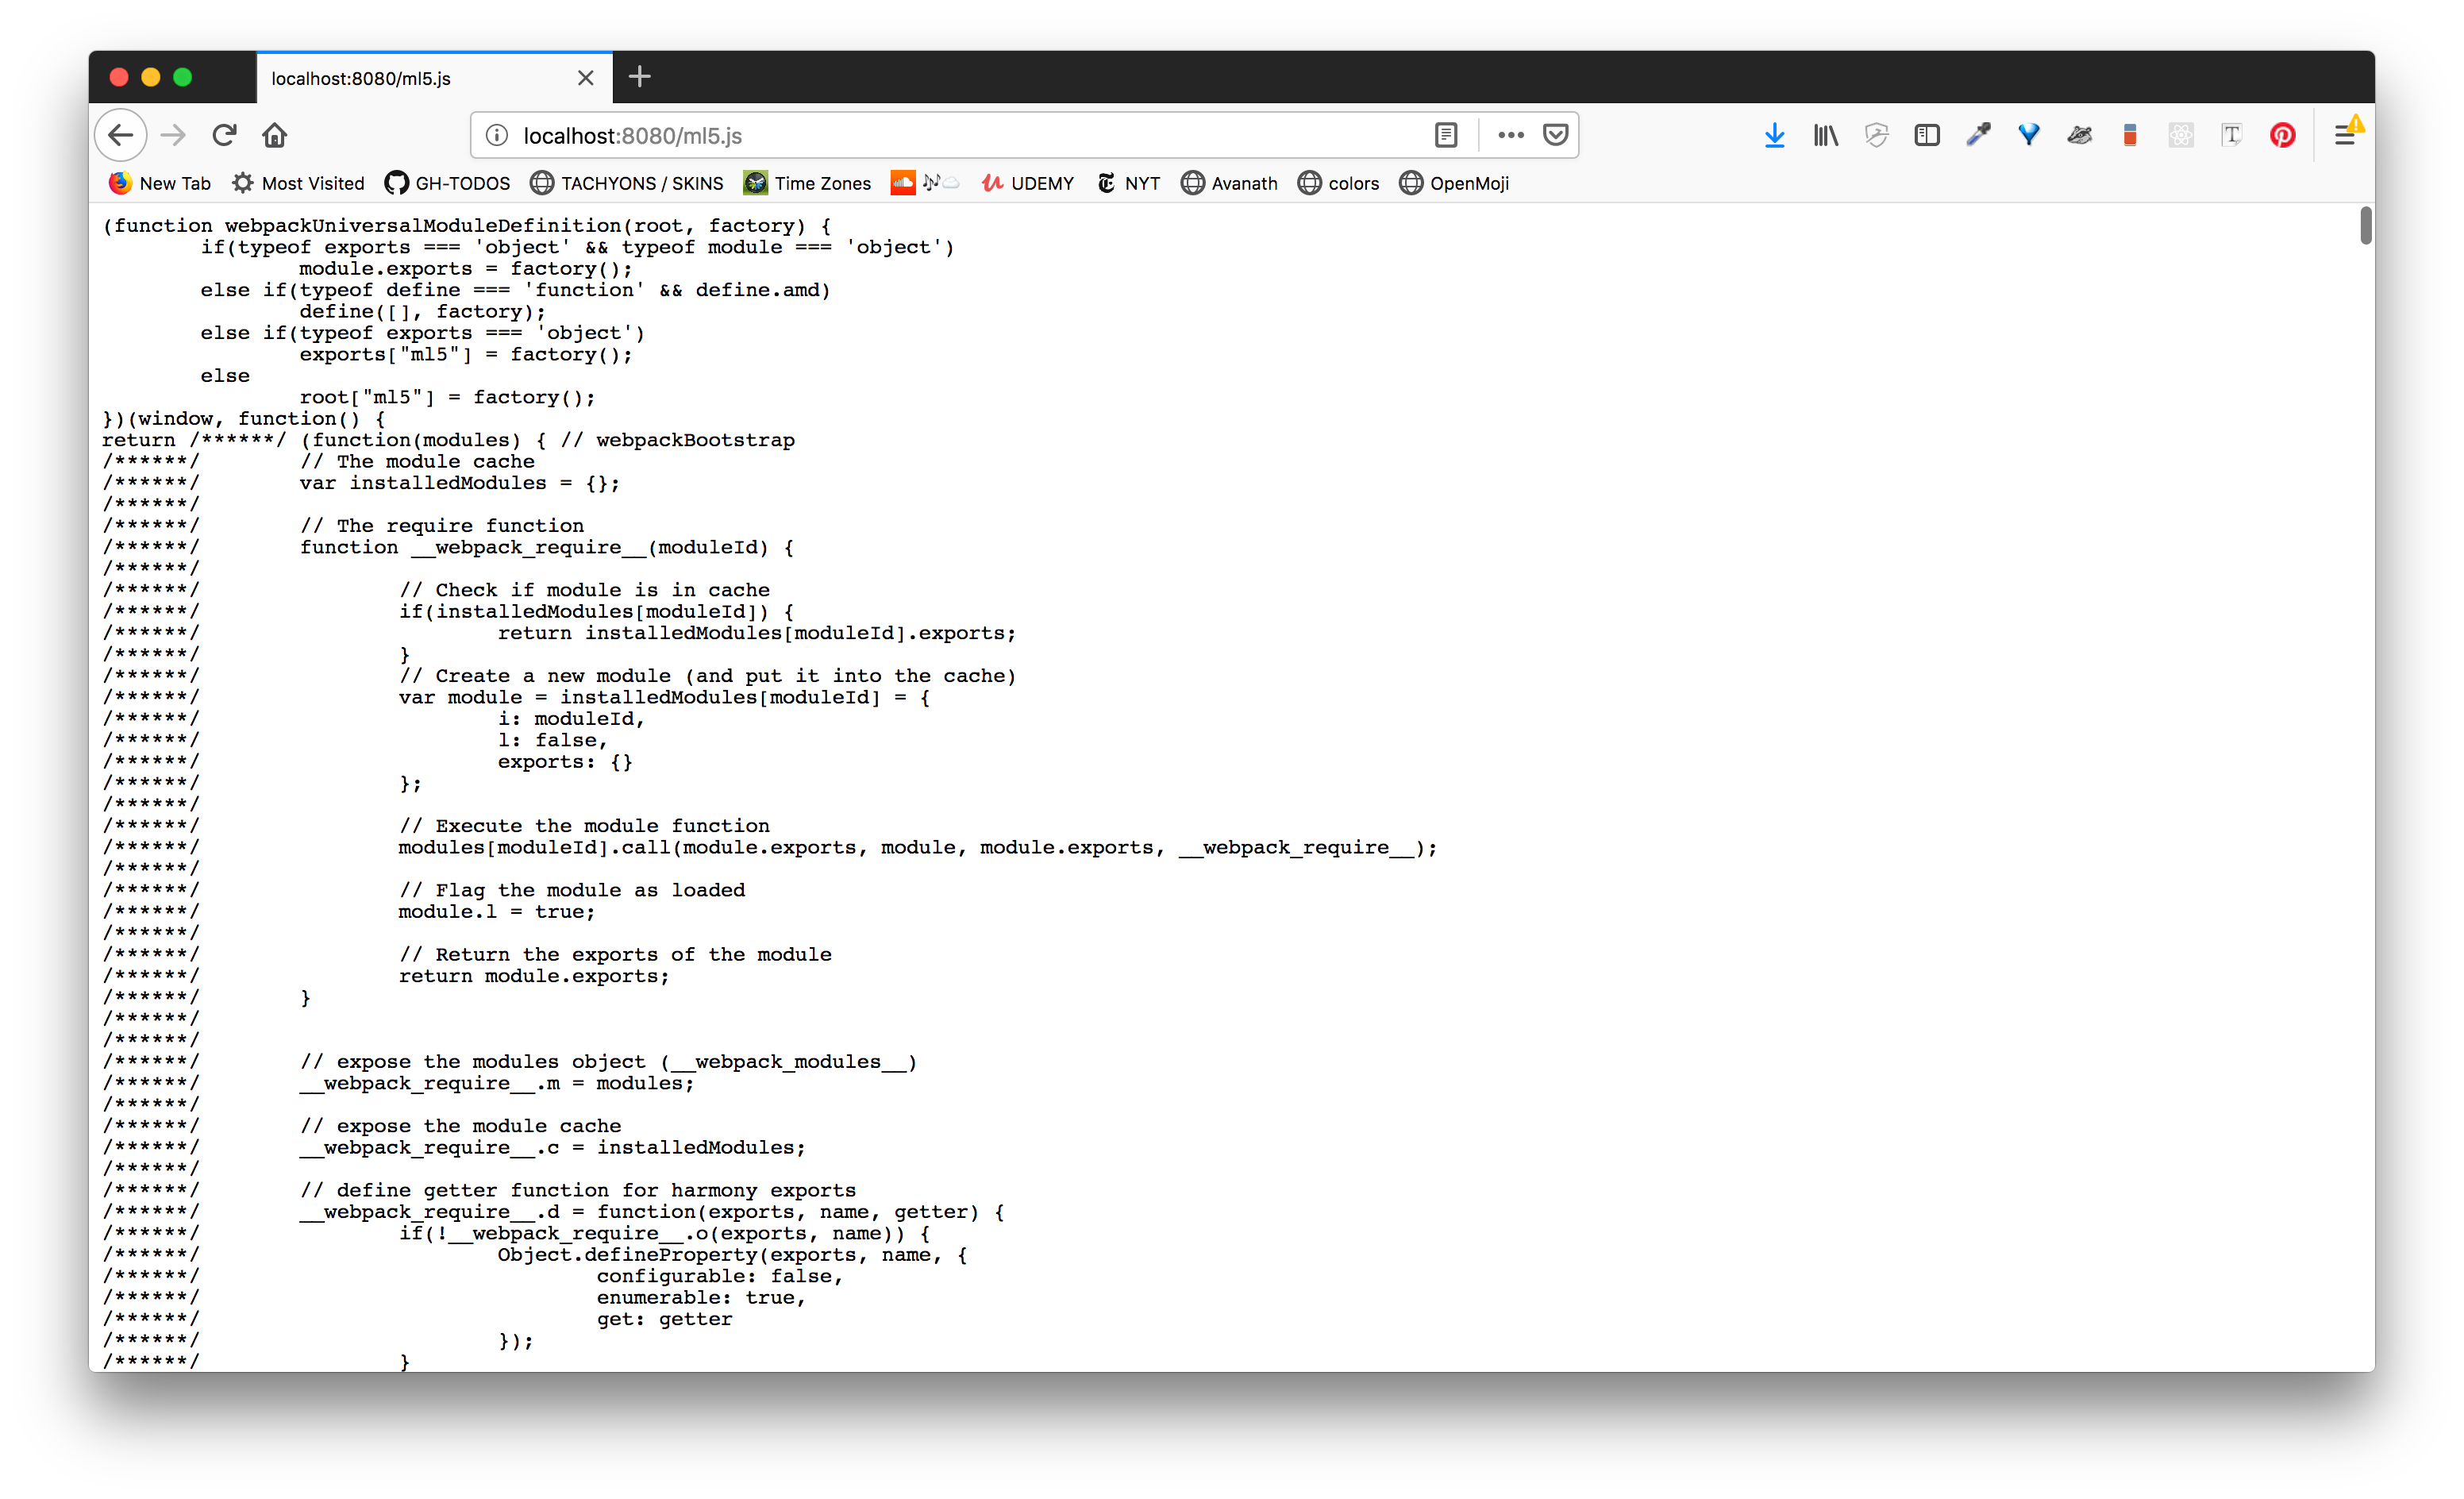 localhost:8080/ml5.js
localhost:8080/ml5.js
New Tab Most Visited GH-TODOS TACHYONS / SKINS Time Zones UDEMY NYT Avanath colors OpenMoji
(function webpackUniversalModuleDefinition(root, factory) {
	if(typeof exports === 'object' && typeof module === 'object')
		module.exports = factory();
	else if(typeof define === 'function' && define.amd)
		define([], factory);
	else if(typeof exports === 'object')
		exports["ml5"] = factory();
	else
		root["ml5"] = factory();
})(window, function() {
return /******/ (function(modules) { // webpackBootstrap
/******/ 	// The module cache
/******/ 	var installedModules = {};
/******/
/******/ 	// The require function
/******/ 	function __webpack_require__(moduleId) {
/******/
/******/ 		// Check if module is in cache
/******/ 		if(installedModules[moduleId]) {
/******/ 			return installedModules[moduleId].exports;
/******/ 		}
/******/ 		// Create a new module (and put it into the cache)
/******/ 		var module = installedModules[moduleId] = {
/******/ 			i: moduleId,
/******/ 			l: false,
/******/ 			exports: {}
/******/ 		};
/******/
/******/ 		// Execute the module function
/******/ 		modules[moduleId].call(module.exports, module, module.exports, __webpack_require__);
/******/
/******/ 		// Flag the module as loaded
/******/ 		module.l = true;
/******/
/******/ 		// Return the exports of the module
/******/ 		return module.exports;
/******/ 	}
/******/
/******/
/******/ 	// expose the modules object (__webpack_modules__)
/******/ 	__webpack_require__.m = modules;
/******/
/******/ 	// expose the module cache
/******/ 	__webpack_require__.c = installedModules;
/******/
/******/ 	// define getter function for harmony exports
/******/ 	__webpack_require__.d = function(exports, name, getter) {
/******/ 		if(!__webpack_require__.o(exports, name)) {
/******/ 			Object.defineProperty(exports, name, {
/******/ 				configurable: false,
/******/ 				enumerable: true,
/******/ 				get: getter
/******/ 			});
/******/ 		}